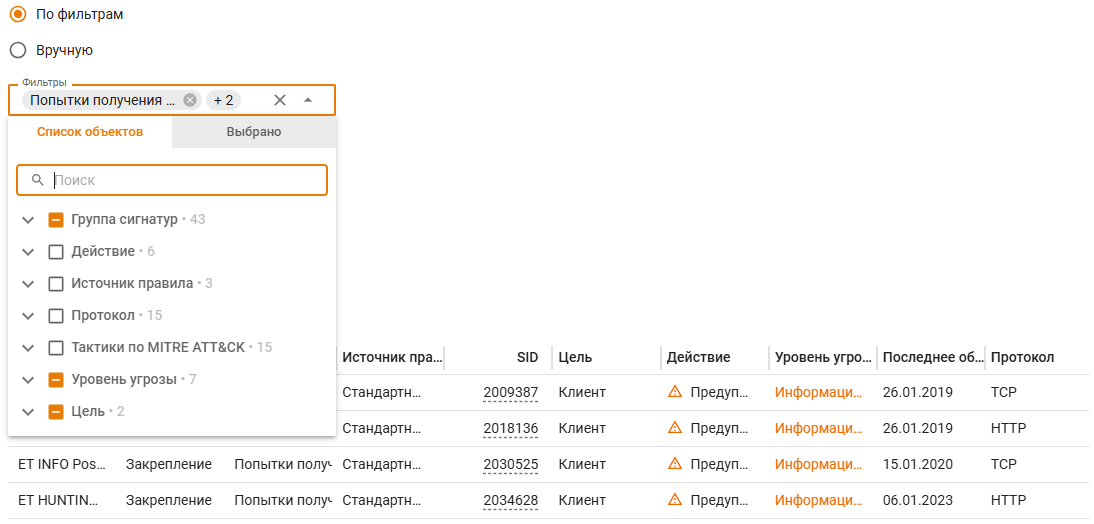 По фильтрам
Вручную
Фильтры
Попытки получения ... + 2
Список объектов Выбрано
Поиск
Группа сигнатур • 43
Действие • 6
Источник правила • 3
Протокол • 15
Тактики по MITRE ATT&CK • 15
Уровень угрозы • 7
Цель • 2
Источник пра... SID Цель Действие Уровень угро... Последнее об... Протокол
Стандартн... 2009387 Клиент Предуп... Информаци... 26.01.2019 TCP
Стандартн... 2018136 Клиент Предуп... Информаци... 26.01.2019 HTTP
ET INFO Pos... Закрепление Попытки получ Стандартн... 2030525 Клиент Предуп... Информаци... 15.01.2020 TCP
ET HUNTIN... Закрепление Попытки получ Стандартн... 2034628 Клиент Предуп... Информаци... 06.01.2023 HTTP